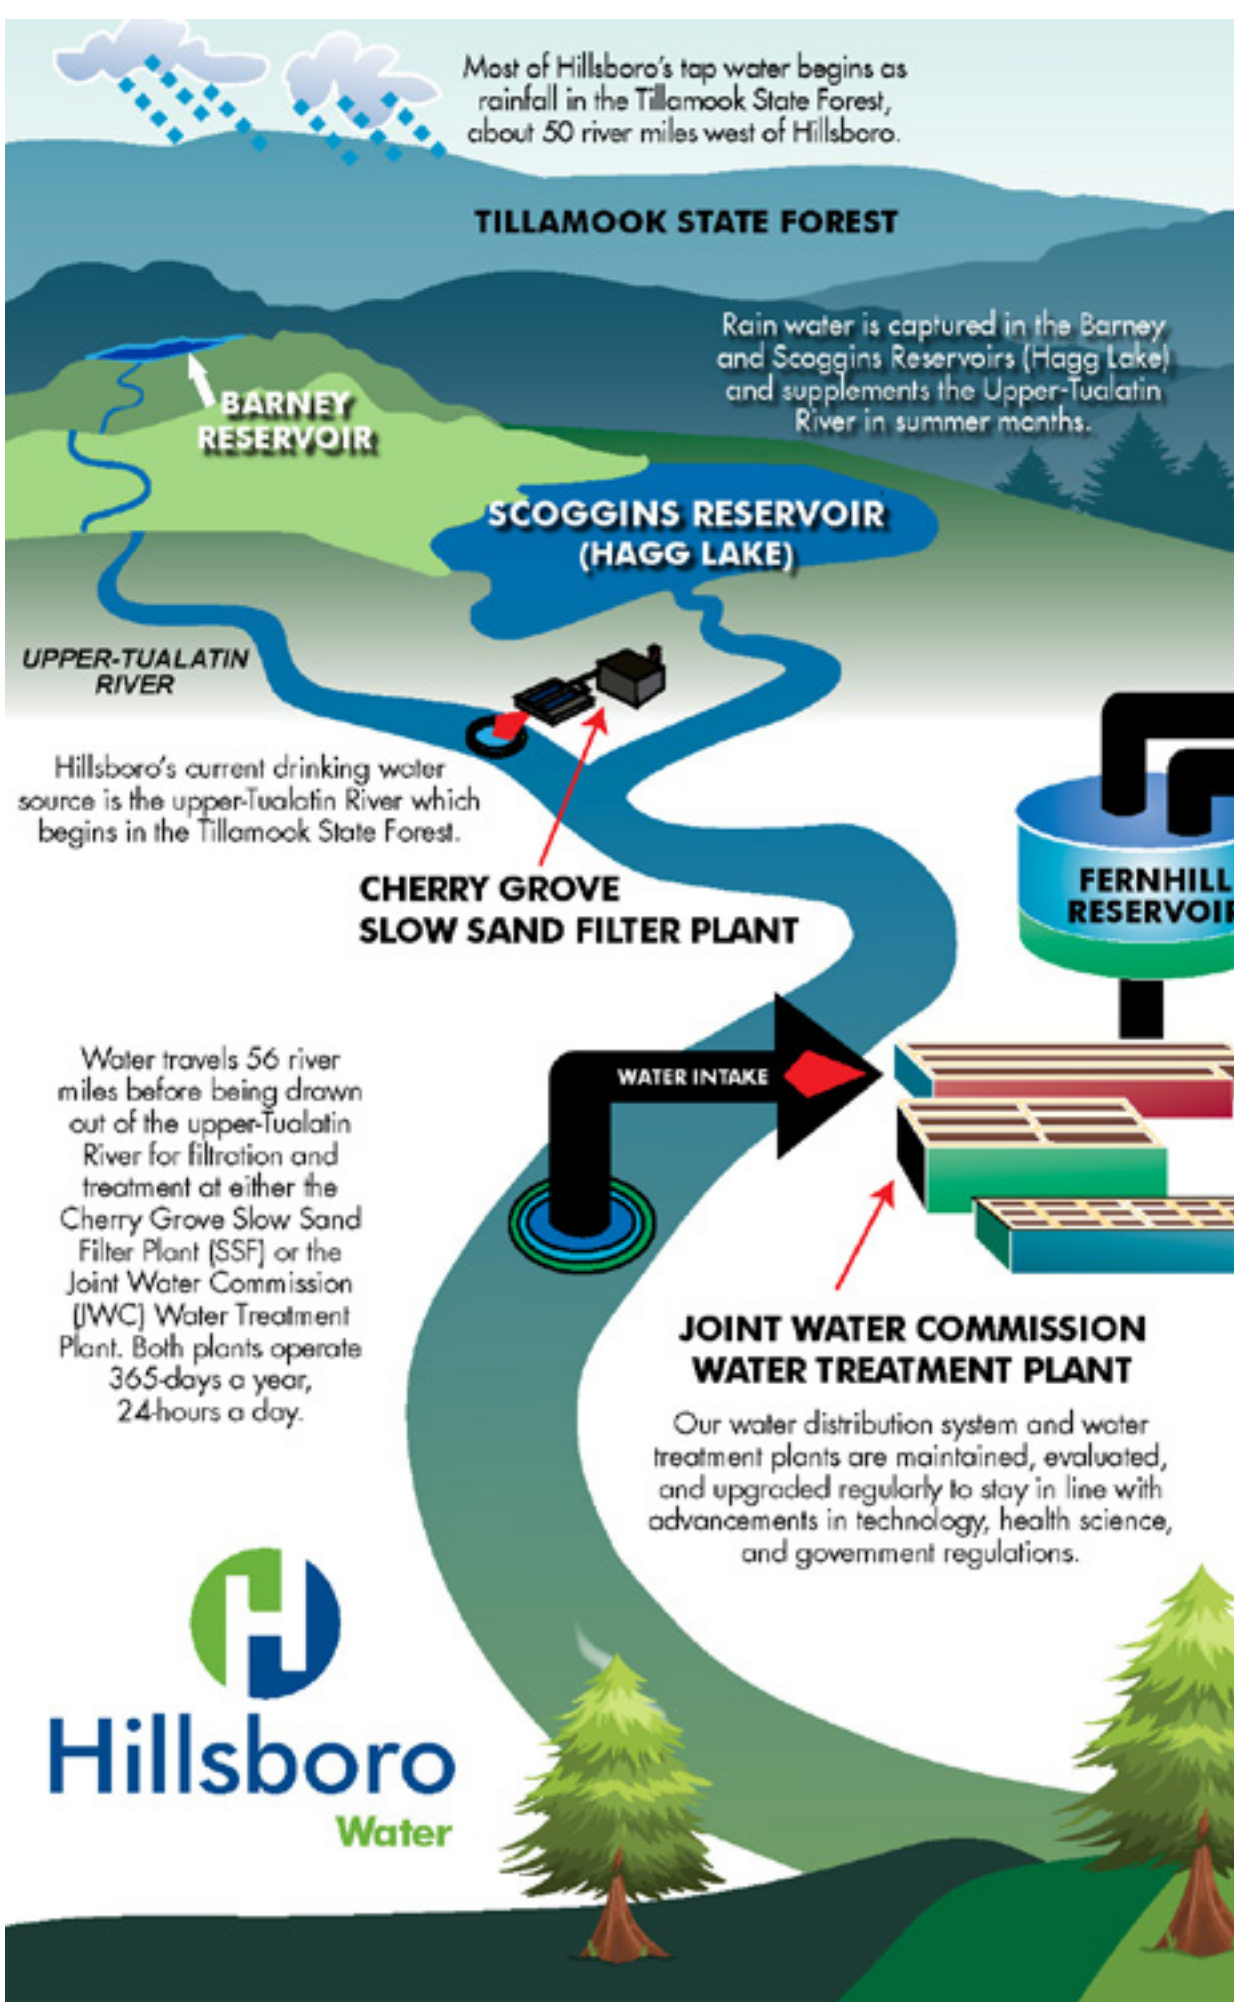 Most of Hillsboro's tap water begins as
rainfall in the Tillamook State Forest,
about 50 river miles west of Hillsboro.
TILLAMOOK STATE FOREST
Rain water is captured in the Barney
and Scoggins Reservoirs (Hagg Lake)
and supplements the Upper-Tualatin
River in summer months.
BARNEY
RESERVOIR
SCOGGINS RESERVOIR
(HAGG LAKE)
UPPER-TUALATIN
RIVER
Hillsboro's current drinking water
source is the upper-Tualatin River which
begins in the Tillamook State Forest.
CHERRY GROVE
SLOW SAND FILTER PLANT
FERNHILL
RESERVOIR
Water travels 56 river
miles before being drawn
out of the upper-Tualatin
River for filtration and
treatment at either the
Cherry Grove Slow Sand
Filter Plant (SSF) or the
Joint Water Commission
(JWC) Water Treatment
Plant. Both plants operate
365-days a year,
24-hours a day.
WATER INTAKE
JOINT WATER COMMISSION
WATER TREATMENT PLANT
Our water distribution system and water
treatment plants are maintained, evaluated,
and upgraded regularly to stay in line with
advancements in technology, health science,
and government regulations.
H
Hillsboro
Water